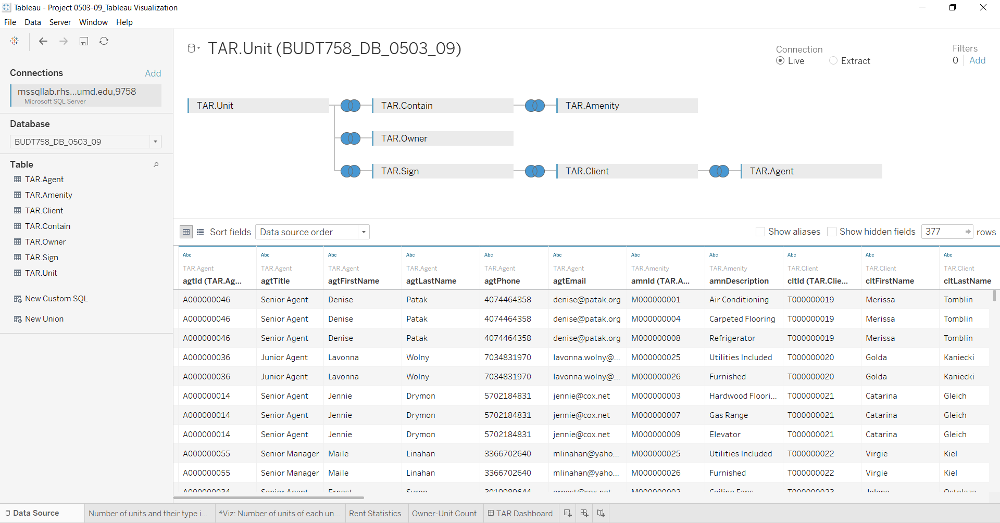 Tableau - Project 0503-09_Tableau Visualization
File Data Server Window Help
Connections Add
mssqllab.rhs...umd.edu,9758
Microsoft SQL Server
Database
BUDT758_DB_0503_09
Table
TAR.Agent
TAR.Amenity
TAR.Client
TAR.Contain
TAR.Owner
TAR.Sign
TAR.Unit
New Custom SQL
New Union
TAR.Unit (BUDT758_DB_0503_09)
Connection
Live Extract
Filters
0 Add
TAR.Unit TAR.Contain TAR.Amenity
TAR.Owner
TAR.Sign TAR.Client TAR.Agent
Sort fields Data source order Show aliases Show hidden fields 377 rows
Abc Abc Abc Abc Abc Abc Abc Abc Abc Abc Abc
TAR.Agent TAR.Agent TAR.Agent TAR.Agent TAR.Agent TAR.Agent TAR.Amenity TAR.Amenity TAR.Client TAR.Client TAR.Client
agtId (TAR.Ag... agtTitle agtFirstName agtLastName agtPhone agtEmail amnId (TAR.A... amnDescription cltId (TAR.Clie... cltFirstName cltLastName
A000000046 Senior Agent Denise Patak 4074464358 denise@patak.org M000000001 Air Conditioning T000000019 Merissa Tomblin
A000000046 Senior Agent Denise Patak 4074464358 denise@patak.org M000000004 Carpeted Flooring T000000019 Merissa Tomblin
A000000046 Senior Agent Denise Patak 4074464358 denise@patak.org M000000008 Refrigerator T000000019 Merissa Tomblin
A000000036 Junior Agent Lavonna Wolny 7034831970 lavonna.wolny@... M000000025 Utilities Included T000000020 Golda Kaniecki
A000000036 Junior Agent Lavonna Wolny 7034831970 lavonna.wolny@... M000000026 Furnished T000000020 Golda Kaniecki
A000000014 Senior Agent Jennie Drymon 5702184831 jennie@cox.net M000000003 Hardwood Floori... T000000021 Catarina Gleich
A000000014 Senior Agent Jennie Drymon 5702184831 jennie@cox.net M000000007 Gas Range T000000021 Catarina Gleich
A000000014 Senior Agent Jennie Drymon 5702184831 jennie@cox.net M000000009 Elevator T000000021 Catarina Gleich
A000000055 Senior Manager Maile Linahan 3366702640 mlinahan@yaho... M000000025 Utilities Included T000000022 Virgie Kiel
A000000055 Senior Manager Maile Linahan 3366702640 mlinahan@yaho... M000000026 Furnished T000000022 Virgie Kiel
A000000034 Senior Agent Ernest Syrop 3019989644 ernest@cox.net M000000002 Ceiling Fans T000000023 Jolene Ostolaza
Data Source Number of units and their type i... *Viz: Number of units of each un... Rent Statistics Owner-Unit Count TAR Dashboard